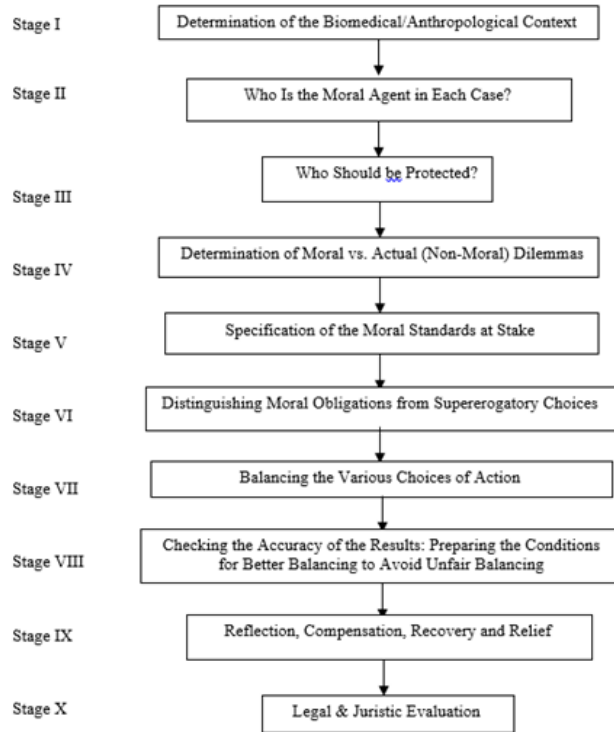 Stage I
Determination of the Biomedical/Anthropological Context
Stage II
Who Is the Moral Agent in Each Case?
Who Should be Protected?
Stage III
Determination of Moral vs. Actual (Non-Moral) Dilemmas
Stage IV
Specification of the Moral Standards at Stake
Stage V
Distinguishing Moral Obligations from Supererogatory Choices
Stage VI
Balancing the Various Choices of Action
Stage VII
Checking the Accuracy of the Results: Preparing the Conditions
for Better Balancing to Avoid Unfair Balancing
Stage VIII
Stage IX
Reflection, Compensation, Recovery and Relief
Stage X
Legal & Juristic Evaluation